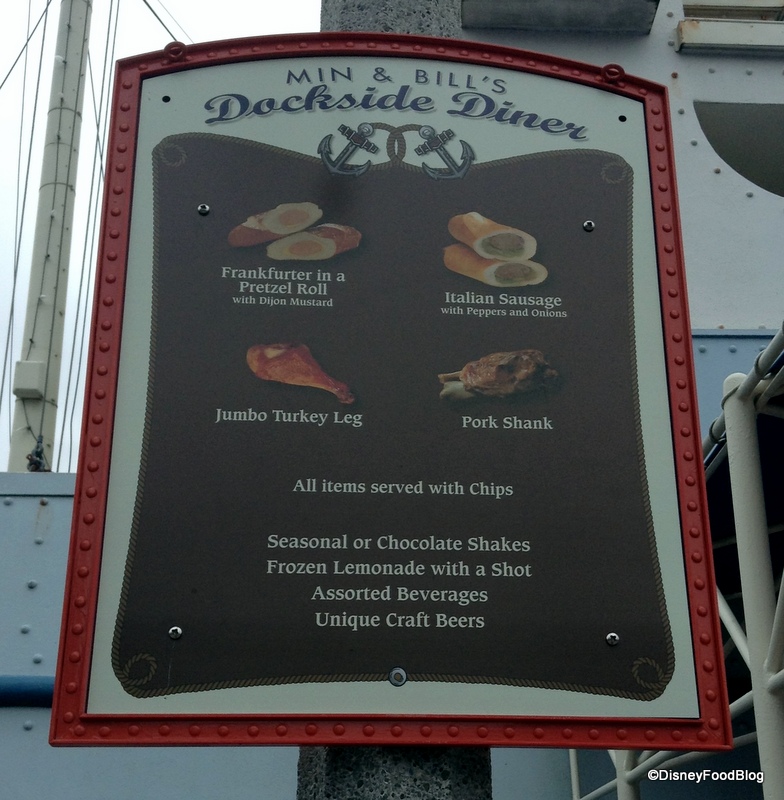 MIN & BILL'S
Dockside Diner
Frankfurter in a
Pretzel Roll
with Dijon Mustard
Italian Sausage
with Peppers and Onions
Jumbo Turkey Leg
Pork Shank
All items served with Chips
Seasonal or Chocolate Shakes
Frozen Lemonade with a Shot
Assorted Beverages
Unique Craft Beers
©DisneyFoodBlog